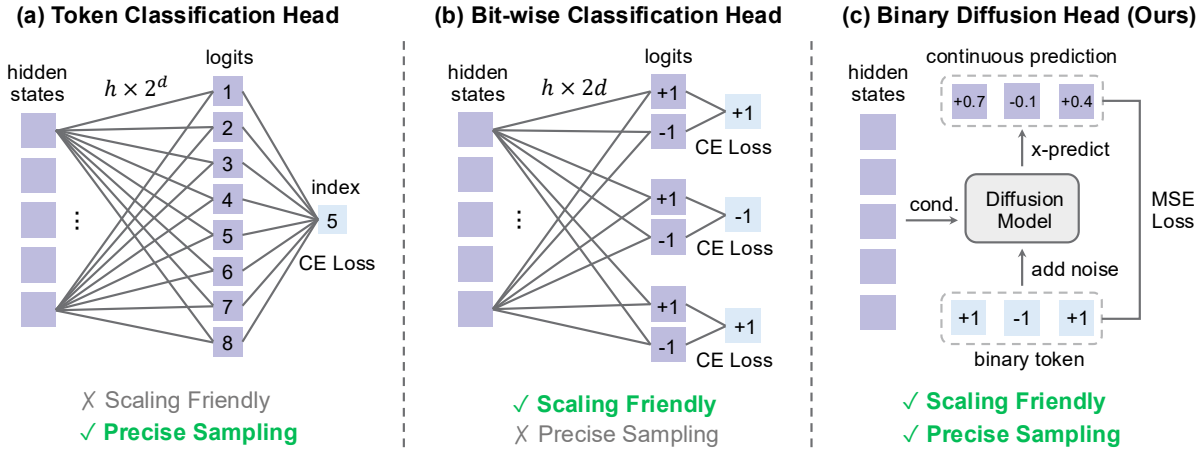 (a) Token Classification Head
logits
hidden
states
h × 2^d
1
2
3
4
5
6
7
8
⋮
index
5
CE Loss
✗ Scaling Friendly
✓ Precise Sampling
(b) Bit-wise Classification Head
logits
hidden
states
h × 2d
+1
-1
+1
CE Loss
+1
-1
-1
CE Loss
+1
-1
+1
CE Loss
⋮
✓ Scaling Friendly
✗ Precise Sampling
(c) Binary Diffusion Head (Ours)
continuous prediction
hidden
states
+0.7 -0.1 +0.4
x-predict
cond.
Diffusion
Model
MSE
Loss
add noise
+1 -1 +1
binary token
✓ Scaling Friendly
✓ Precise Sampling